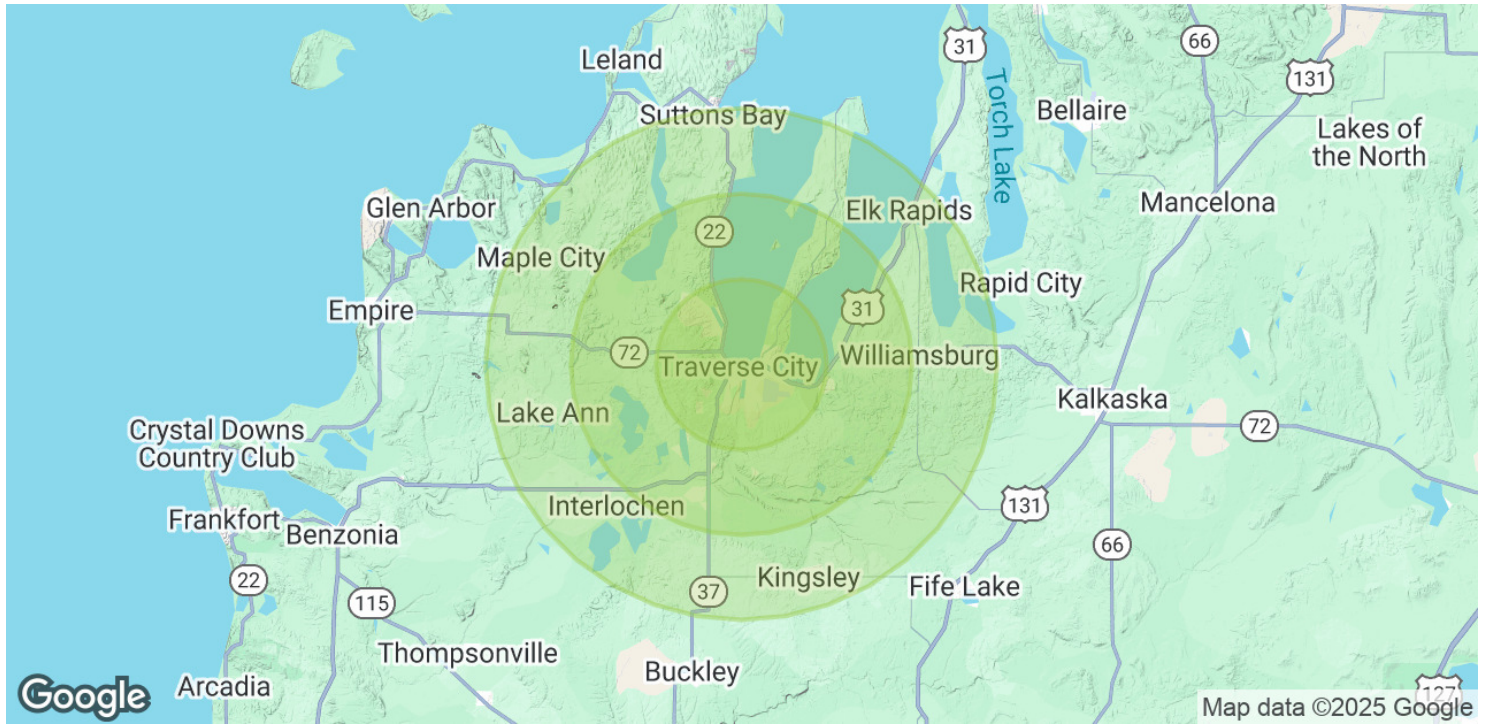 Leland
31
66
131
Torch Lake
Bellaire
Suttons Bay
Lakes of
the North
Glen Arbor
Elk Rapids
Mancelona
22
Maple City
Rapid City
Empire
31
72
Traverse City
Williamsburg
Kalkaska
Lake Ann
72
Crystal Downs
Country Club
Interlochen
131
Frankfort
Benzonia
66
22
Kingsley
Fife Lake
37
115
Thompsonville
Buckley
Arcadia
127
Google
Map data ©2025 Google